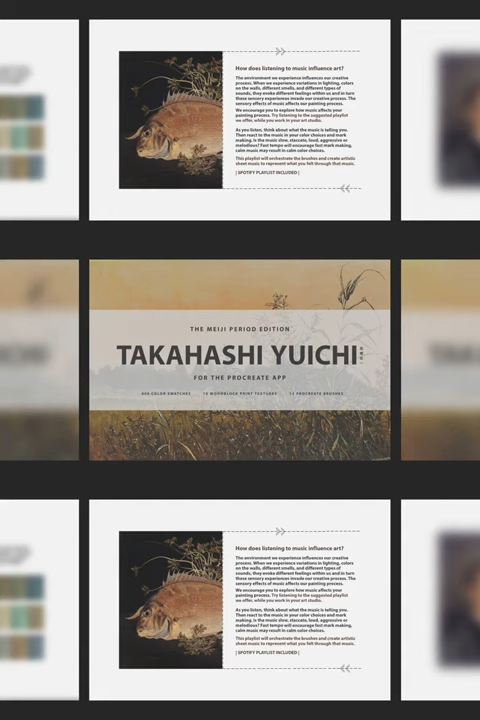 How does listening to music influence art?
The environment we experience influences our creative
process. When we experience variations in lighting, colors
on the walls, different smells, and different types of
sounds, they evoke different feelings within us and in turn
those sensory experiences invade our creative process. The
sensory effects of music affects our painting process.
We encourage you to explore how music affects your
painting process. Try listening to the suggested playlist
we offer, while you work in your art studio.
As you listen, think about what the music is telling you.
Then react to the music in your color choices and mark
making. Is the music slow, staccato, loud, aggressive or
melodious? Fast tempo will encourage fast mark making,
calm music may result in calm color choices.
This playlist will orchestrate the brushes and create artistic
sheet music to represent what you felt through the music.
| SPOTIFY PLAYLIST INCLUDED |
THE MEIJI PERIOD EDITION
TAKAHASHI YUICHI
FOR THE PROCREATE APP
COLOR SWATCHES
WOODBLOCK PRINT TEXTURES
PROCREATE BRUSHES
How does listening to music influence art?
The environment we experience influences our creative
process. When we experience variations in lighting, colors
on the walls, different smells, and different types of
sounds, they evoke different feelings within us and in turn
those sensory experiences invade our creative process. The
sensory effects of music affects our painting process.
We encourage you to explore how music affects your
painting process. Try listening to the suggested playlist
we offer, while you work in your art studio.
As you listen, think about what the music is telling you.
Then react to the music in your color choices and mark
making. Is the music slow, staccato, loud, aggressive or
melodious? Fast tempo will encourage fast mark making,
calm music may result in calm color choices.
This playlist will orchestrate the brushes and create artistic
sheet music to represent what you felt through the music.
| SPOTIFY PLAYLIST INCLUDED |